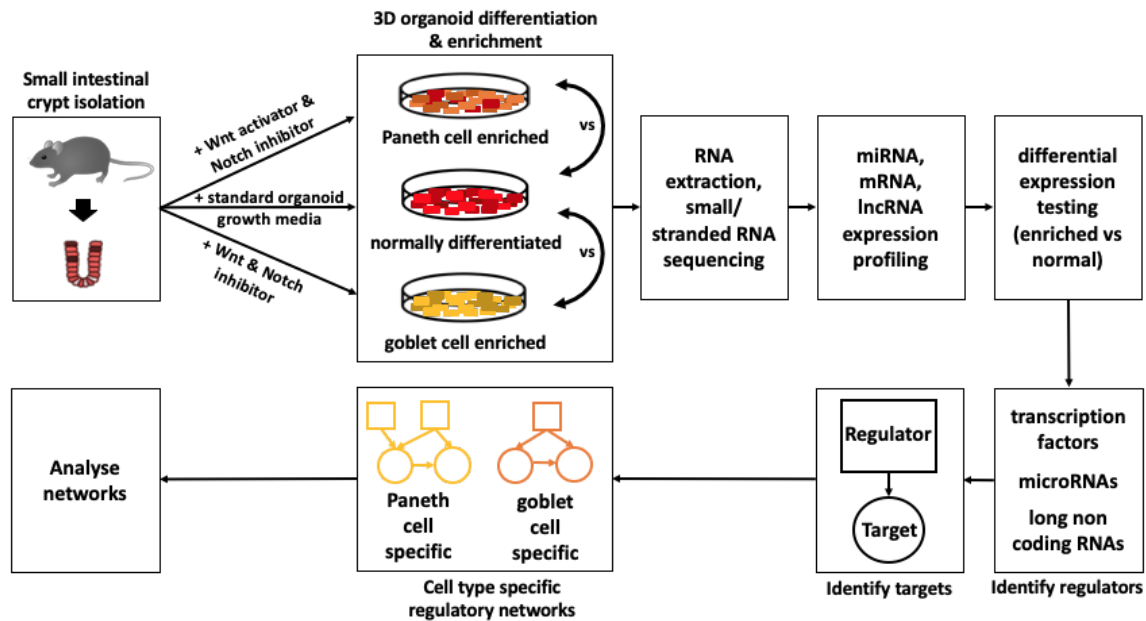 Small intestinal
crypt isolation
+ Wnt activator &
Notch inhibitor
+ standard organoid
growth media
+ Wnt & Notch
inhibitor
3D organoid differentiation
& enrichment
Paneth cell enriched
vs
normally differentiated
vs
goblet cell enriched
RNA
extraction,
small/
stranded RNA
sequencing
miRNA,
mRNA,
lncRNA
expression
profiling
differential
expression
testing
(enriched vs
normal)
transcription
factors
microRNAs
long non
coding RNAs
Identify regulators
Regulator
Target
Identify targets
Paneth
cell
specific
goblet
cell
specific
Cell type specific
regulatory networks
Analyse
networks